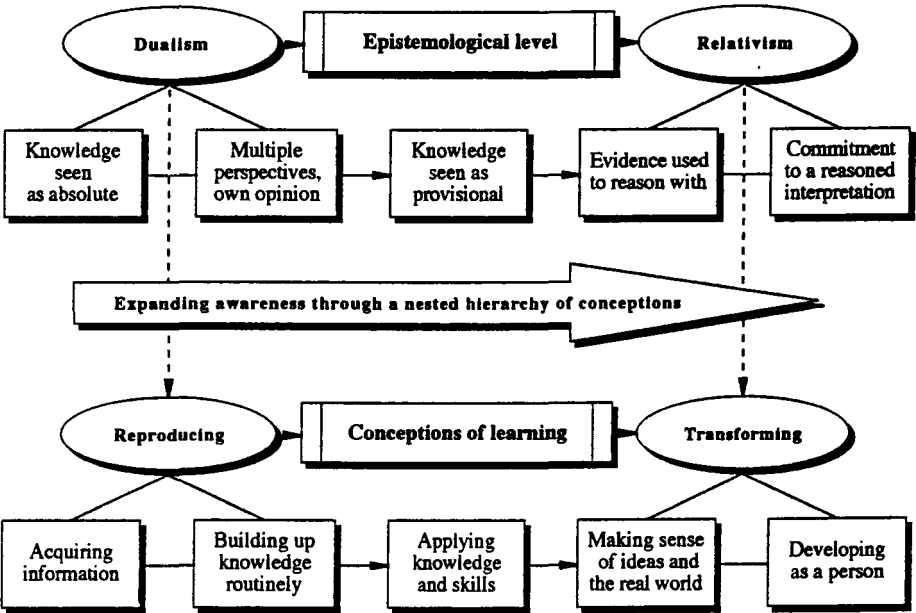 Dualism
Epistemological level
Relativism
Knowledge
seen
as absolute
Multiple
perspectives,
own opinion
Knowledge
seen as
provisional
Evidence used
to reason with
Commitment
to a reasoned
interpretation
Expanding awareness through a nested hierarchy of conceptions
Reproducing
Conceptions of learning
Transforming
Acquiring
information
Building up
knowledge
routinely
Applying
knowledge
and skills
Making sense
of ideas and
the real world
Developing
as a person